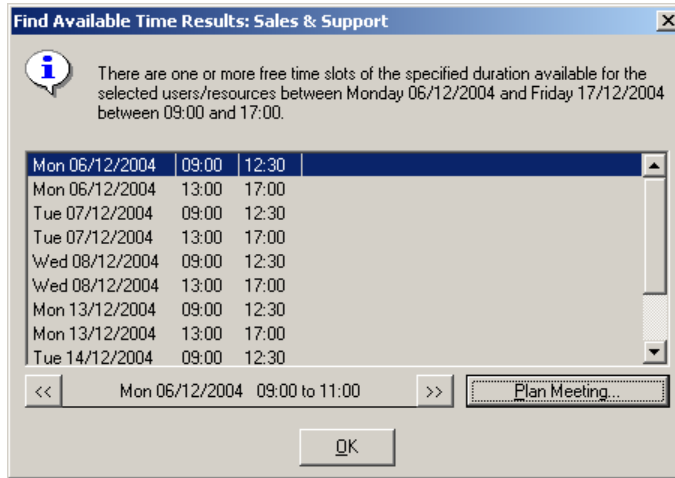 Find Available Time Results: Sales & Support
There are one or more free time slots of the specified duration available for the
selected users/resources between Monday 06/12/2004 and Friday 17/12/2004
between 09:00 and 17:00.
Mon 06/12/2004 09:00 12:30
Mon 06/12/2004 13:00 17:00
Tue 07/12/2004 09:00 12:30
Tue 07/12/2004 13:00 17:00
Wed 08/12/2004 09:00 12:30
Wed 08/12/2004 13:00 17:00
Mon 13/12/2004 09:00 12:30
Mon 13/12/2004 13:00 17:00
Tue 14/12/2004 09:00 12:30
<< Mon 06/12/2004 09:00 to 11:00 >> Plan Meeting...
OK